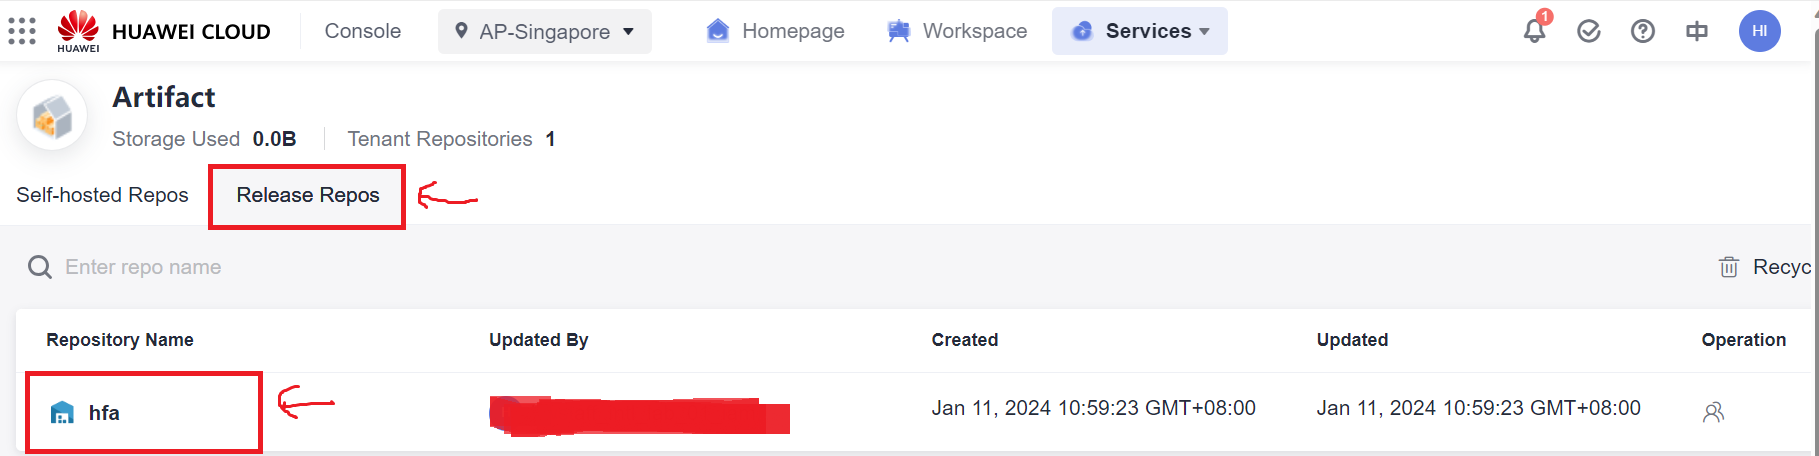 HUAWEI
HUAWEI CLOUD
Console
AP-Singapore
Homepage
Workspace
Services
1
中
HI
Artifact
Storage Used 0.0B
Tenant Repositories 1
Self-hosted Repos
Release Repos
Enter repo name
Recyc
Repository Name
Updated By
Created
Updated
Operation
hfa
Jan 11, 2024 10:59:23 GMT+08:00
Jan 11, 2024 10:59:23 GMT+08:00